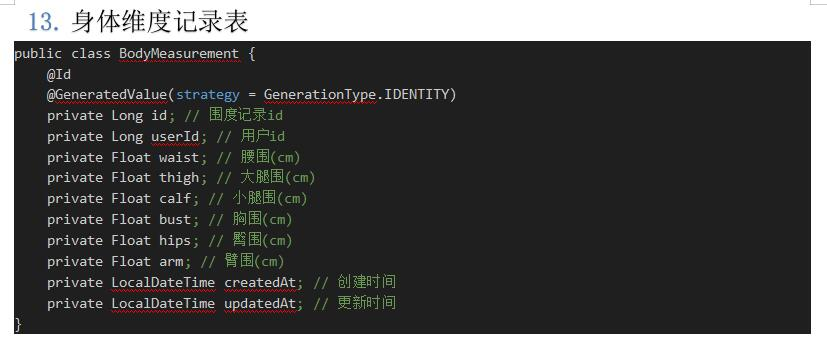 13. 身体维度记录表
public class BodyMeasurement {
    @Id
    @GeneratedValue(strategy = GenerationType.IDENTITY)
    private Long id; // 围度记录id
    private Long userId; // 用户id
    private Float waist; // 腰围(cm)
    private Float thigh; // 大腿围(cm)
    private Float calf; // 小腿围(cm)
    private Float bust; // 胸围(cm)
    private Float hips; // 臀围(cm)
    private Float arm; // 臂围(cm)
    private LocalDateTime createdAt; // 创建时间
    private LocalDateTime updatedAt; // 更新时间
}